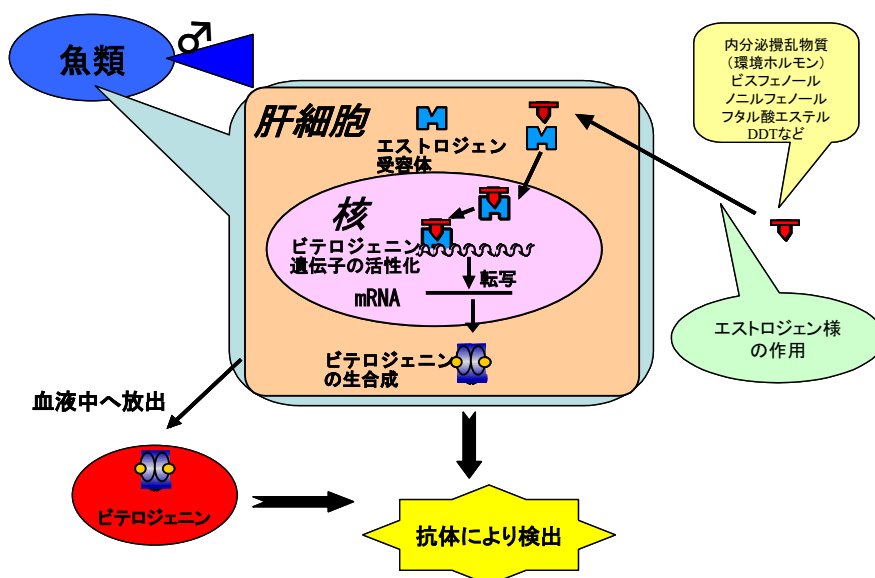 魚類
♂
内分泌攪乱物質
（環境ホルモン）
ビスフェノール
ノニルフェノール
フタル酸エステル
DDTなど
肝細胞
エストロジェン
受容体
核
ビテロジェニン
遺伝子の活性化
転写
mRNA
エストロジェン様
の作用
ビテロジェニン
の生合成
血液中へ放出
ビテロジェニン
抗体により検出